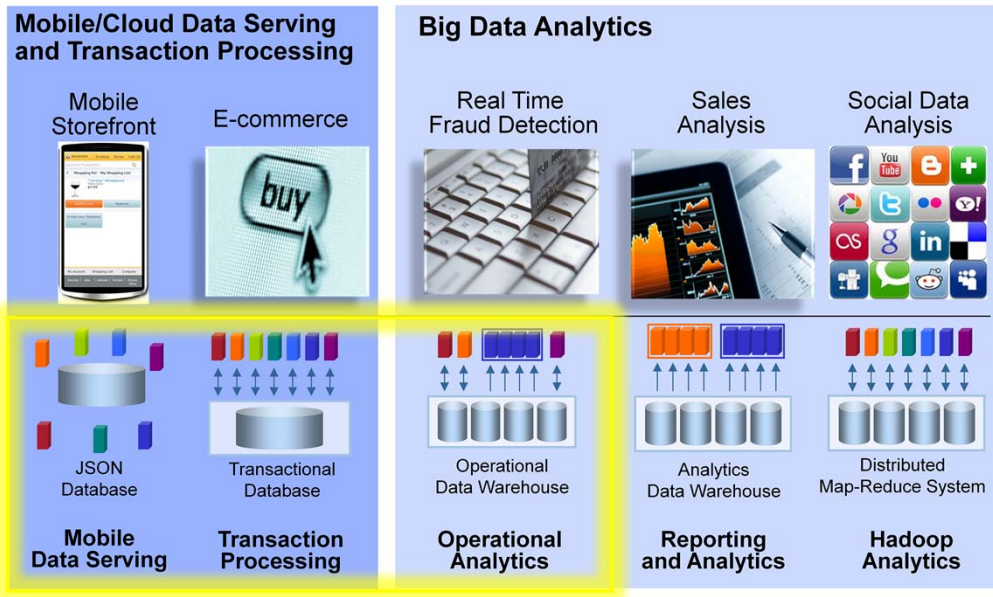 Mobile/Cloud Data Serving
and Transaction Processing
Big Data Analytics
Mobile
Storefront
E-commerce
Real Time
Fraud Detection
Sales
Analysis
Social Data
Analysis
buy
You
Tube
JSON
Database
Transactional
Database
Operational
Data Warehouse
Analytics
Data Warehouse
Distributed
Map-Reduce System
Mobile
Data Serving
Transaction
Processing
Operational
Analytics
Reporting
and Analytics
Hadoop
Analytics